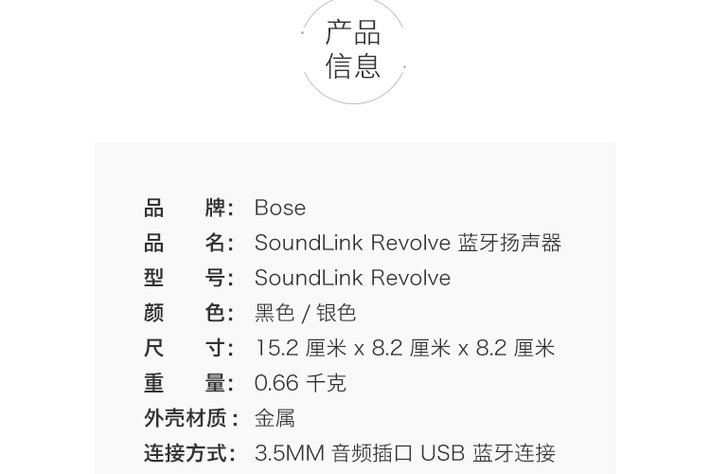 产品
信息
品 牌： Bose
品 名： SoundLink Revolve 蓝牙扬声器
型 号： SoundLink Revolve
颜 色： 黑色 / 银色
尺 寸： 15.2 厘米 x 8.2 厘米 x 8.2 厘米
重 量： 0.66 千克
外壳材质： 金属
连接方式： 3.5MM 音频插口 USB 蓝牙连接